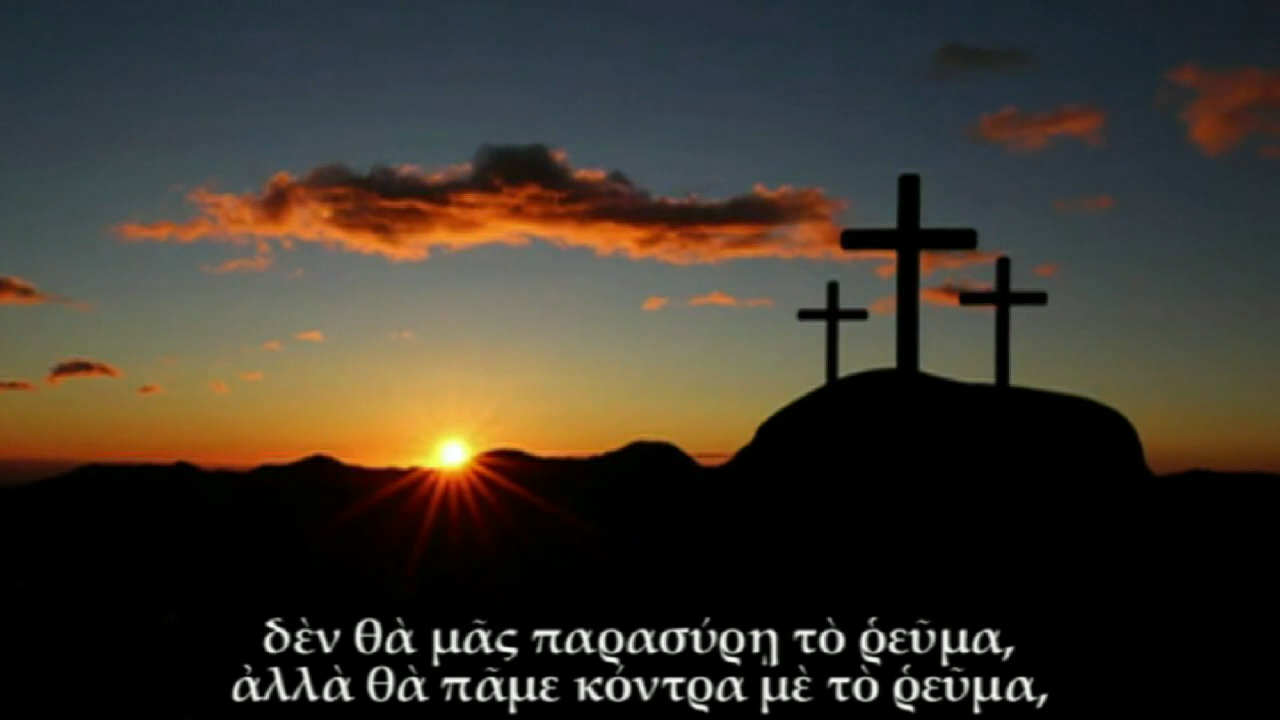 δὲν θὰ μᾶς παρασύρῃ τὸ ῥεῦμα,
ἀλλὰ θὰ πᾶμε κόντρα μὲ τὸ ῥεῦμα,